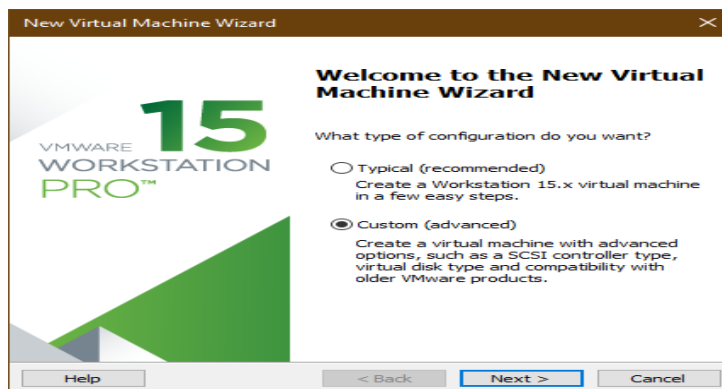 New Virtual Machine Wizard
VMWARE 15
WORKSTATION
PRO™
Welcome to the New Virtual
Machine Wizard
What type of configuration do you want?
Typical (recommended)
Create a Workstation 15.x virtual machine
in a few easy steps.
Custom (advanced)
Create a virtual machine with advanced
options, such as a SCSI controller type,
virtual disk type and compatibility with
older VMware products.
Help
< Back
Next >
Cancel